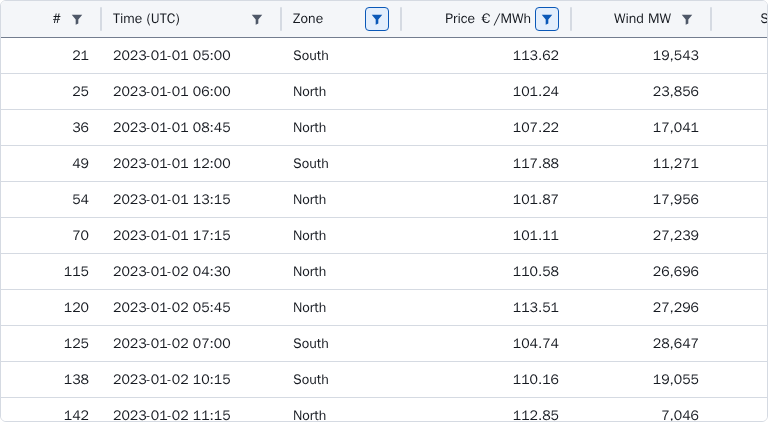 # Time (UTC) Zone Price € /MWh Wind MW S
21 2023-01-01 05:00 South 113.62 19,543
25 2023-01-01 06:00 North 101.24 23,856
36 2023-01-01 08:45 North 107.22 17,041
49 2023-01-01 12:00 South 117.88 11,271
54 2023-01-01 13:15 North 101.87 17,956
70 2023-01-01 17:15 North 101.11 27,239
115 2023-01-02 04:30 North 110.58 26,696
120 2023-01-02 05:45 North 113.51 27,296
125 2023-01-02 07:00 South 104.74 28,647
138 2023-01-02 10:15 South 110.16 19,055
142 2023-01-02 11:15 North 112.85 7,046